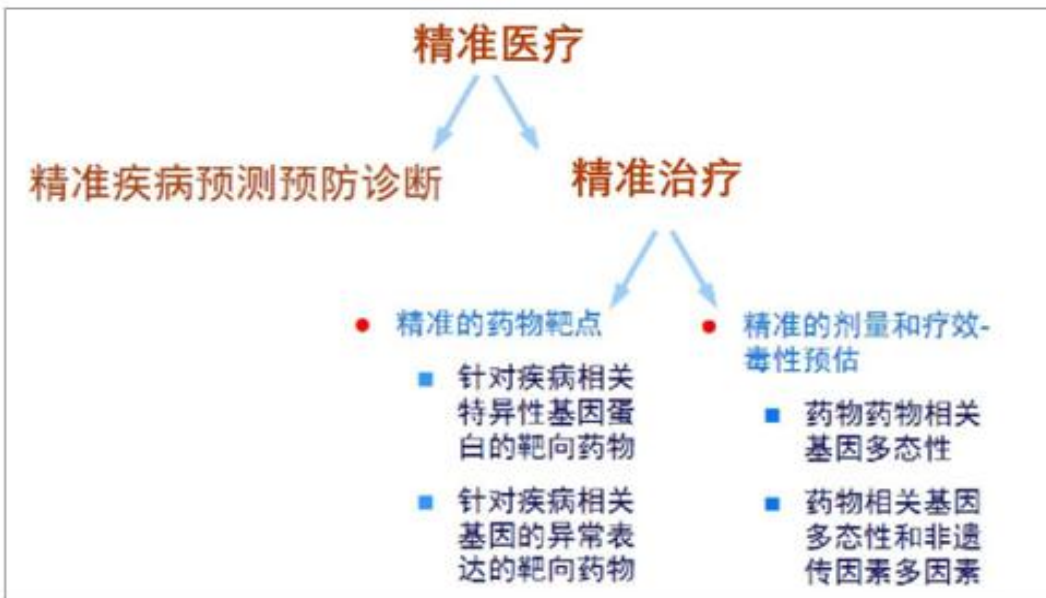 精准医疗
精准疾病预测预防诊断
精准治疗
精准的药物靶点
针对疾病相关
特异性基因蛋
白的靶向药物
针对疾病相关
基因的异常表
达的靶向药物
精准的剂量和疗效-
毒性预估
药物药物相关
基因多态性
药物相关基因
多态性和非遗
传因素多因素